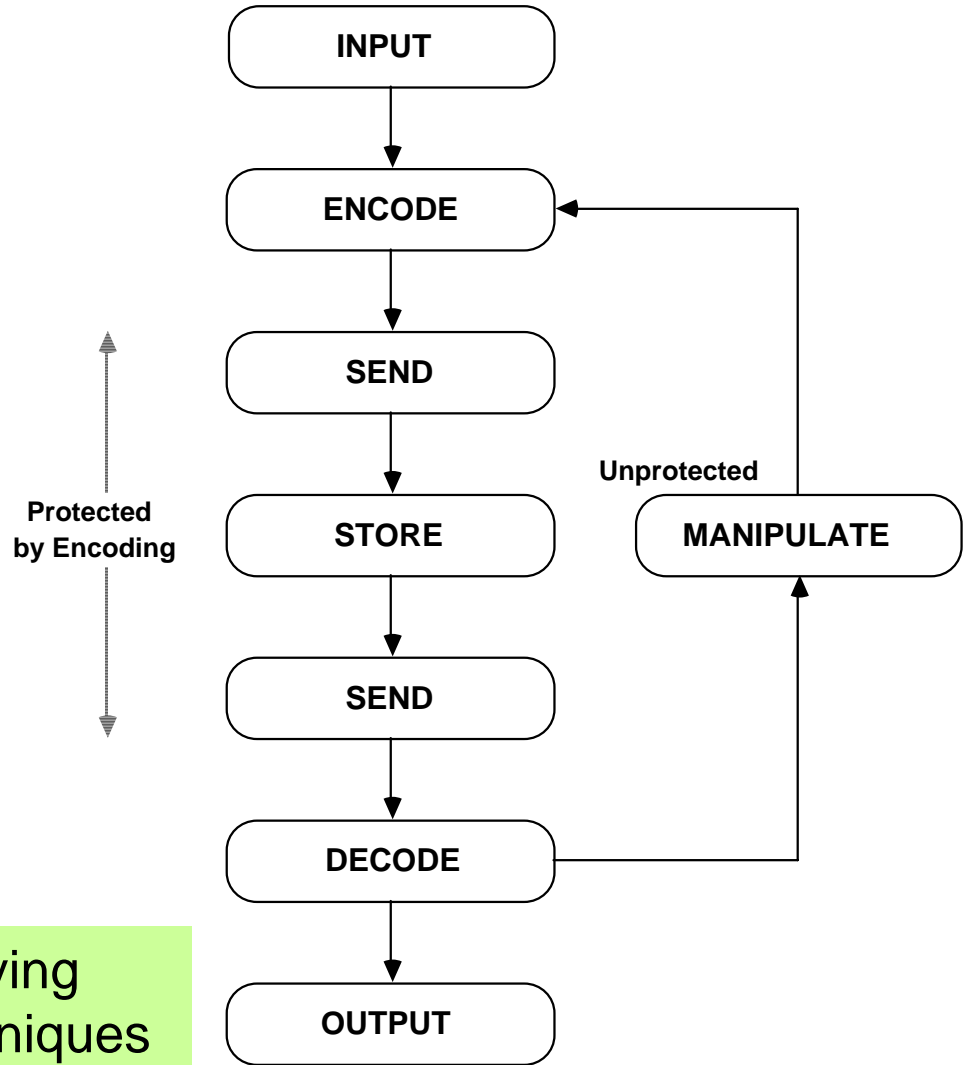 INPUT
ENCODE
SEND
Unprotected
Protected
by Encoding
STORE
MANIPULATE
SEND
DECODE
OUTPUT